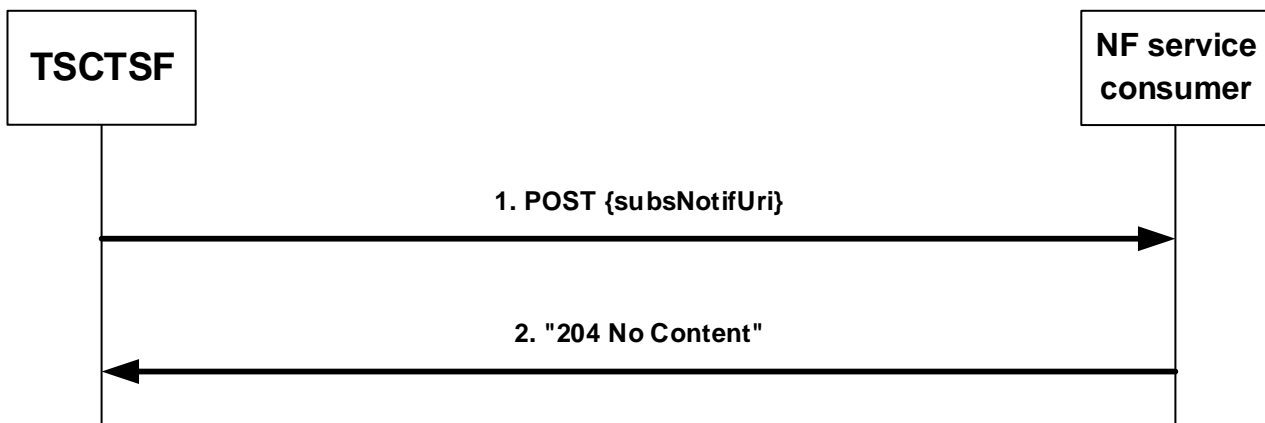 TSCTSF
NF service
consumer
1. POST {subsNotifUri}
2. "204 No Content"